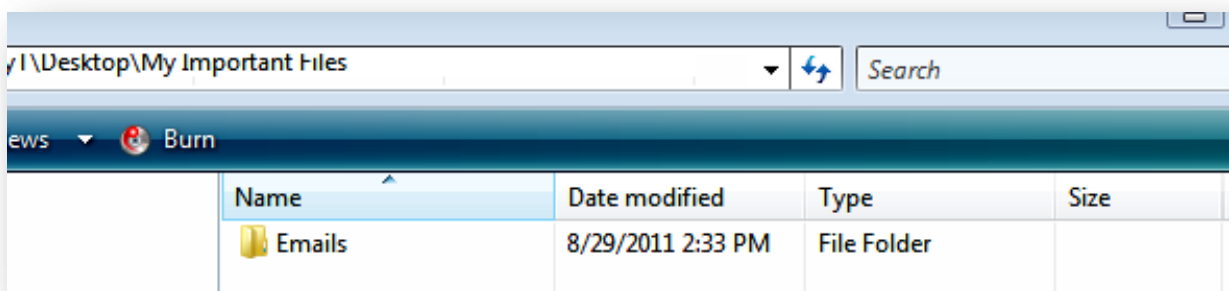 \Desktop\My Important Files
Search
ews Burn
Name Date modified Type Size
Emails 8/29/2011 2:33 PM File Folder